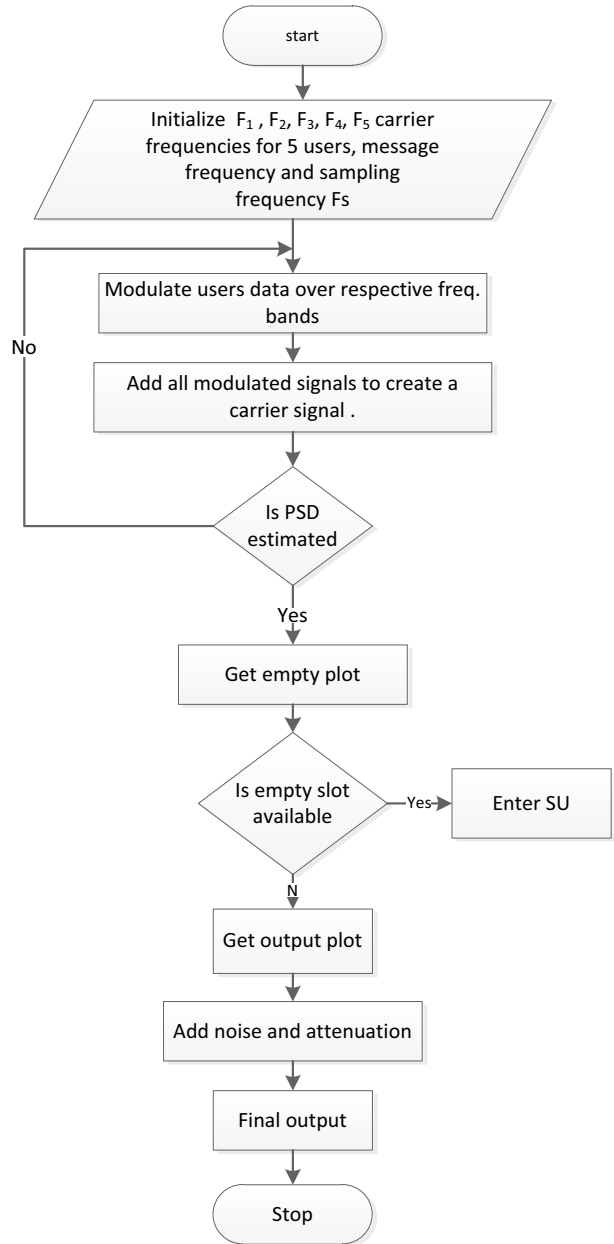 start
Initialize F₁ , F₂, F₃, F₄, F₅ carrier
frequencies for 5 users, message
frequency and sampling
frequency Fs
Modulate users data over respective freq.
bands
No
Add all modulated signals to create a
carrier signal .
Is PSD
estimated
Yes
Get empty plot
Is empty slot
available
Yes
Enter SU
N
Get output plot
Add noise and attenuation
Final output
Stop